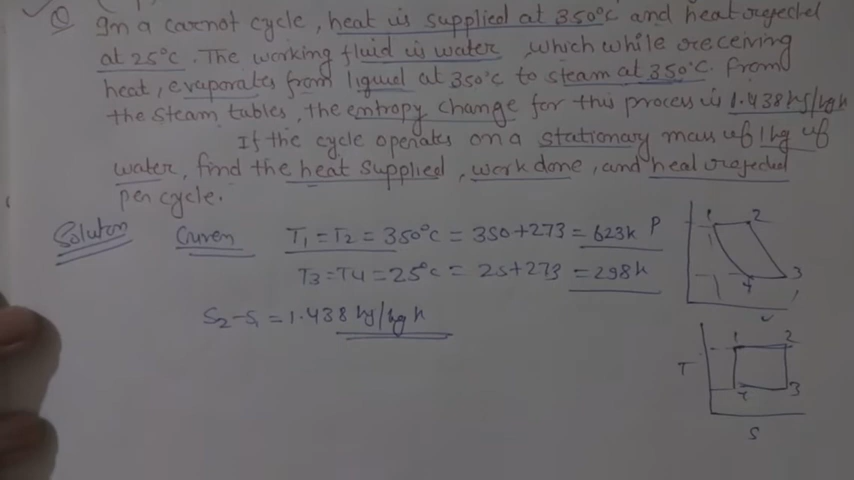 Q In a carnot cycle, heat is supplied at 350°C and heat rejected
at 25°C. The working fluid is water, which while receiving
heat, evaporates from liquid at 350°C to steam at 350°C. From
the steam tables, the entropy change for this process is 1.438 kJ/kgK
If the cycle operates on a stationary mass of 1 kg of
water, find the heat supplied, work done, and heat rejected
per cycle.
Soluton Given T1 = T2 = 350°C = 350+273 = 623K
T3 = T4 = 25°C = 25+273 = 298K
S2-S1 = 1.438 kJ/kg K
P
1 2
4 3
V
T
1 2
4 3
S